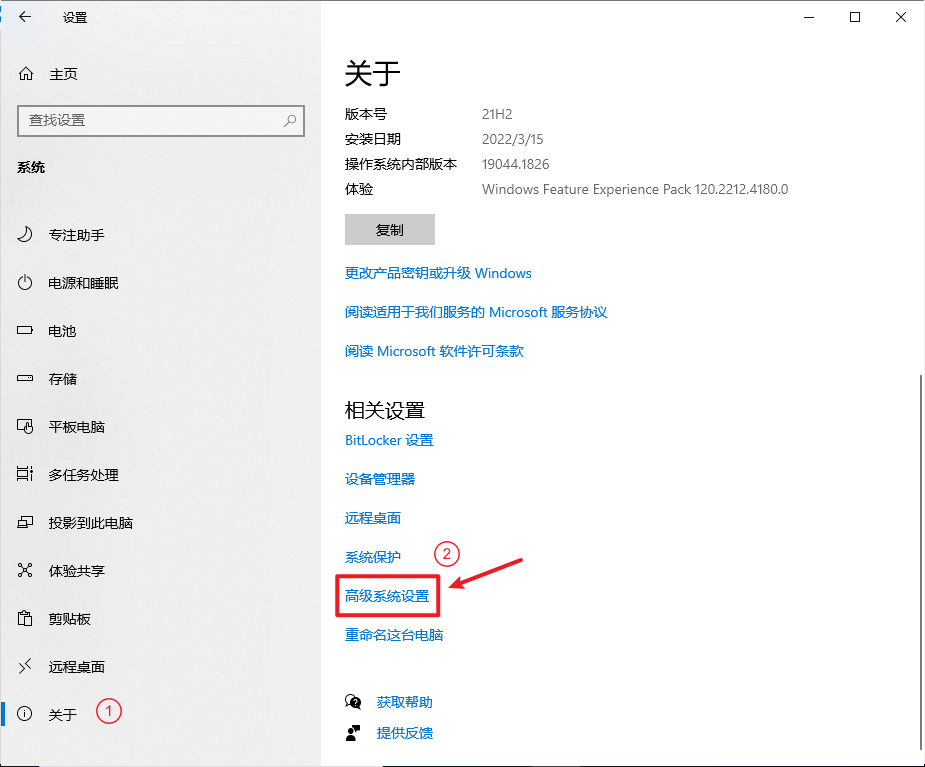 设置
主页
查找设置
系统
专注助手
电源和睡眠
电池
存储
平板电脑
多任务处理
投影到此电脑
体验共享
剪贴板
远程桌面
关于 1
关于
版本号 21H2
安装日期 2022/3/15
操作系统内部版本 19044.1826
体验 Windows Feature Experience Pack 120.2212.4180.0
复制
更改产品密钥或升级 Windows
阅读适用于我们服务的 Microsoft 服务协议
阅读 Microsoft 软件许可条款
相关设置
BitLocker 设置
设备管理器
远程桌面
系统保护
2
高级系统设置
重命名这台电脑
获取帮助
提供反馈